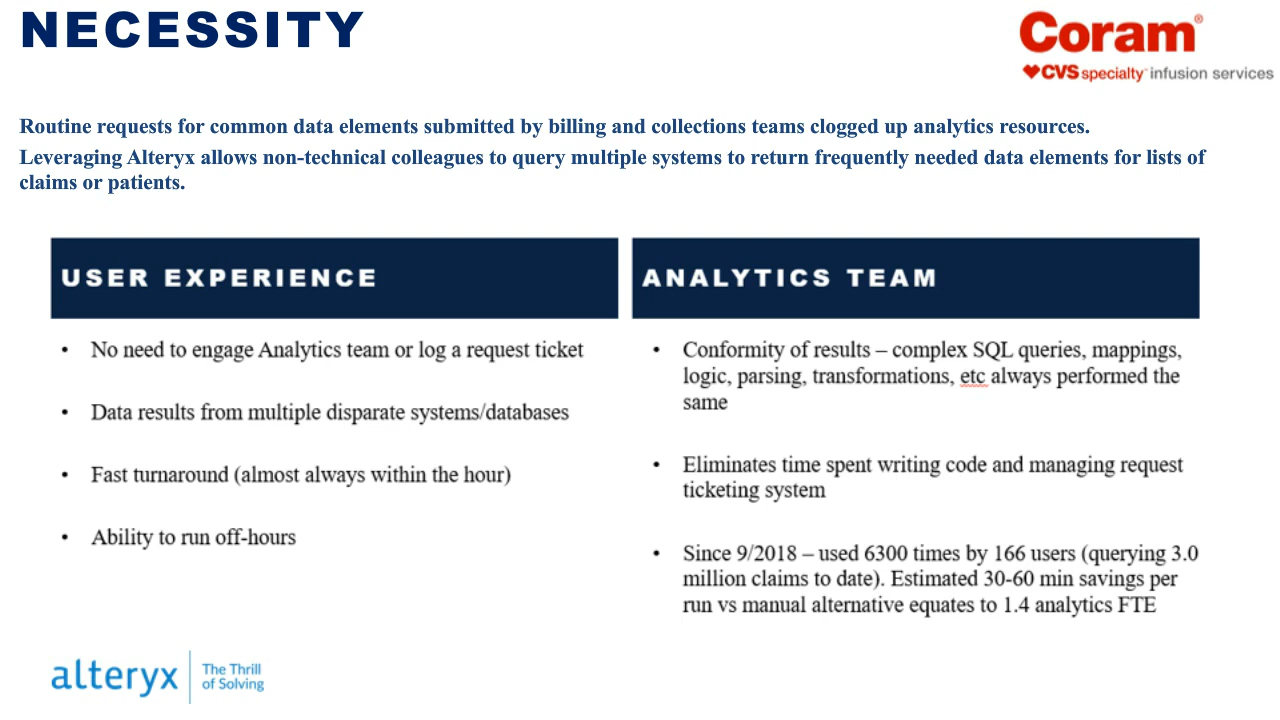 NECESSITY
Coram®
CVS specialty™ infusion services
Routine requests for common data elements submitted by billing and collections teams clogged up analytics resources.
Leveraging Alteryx allows non-technical colleagues to query multiple systems to return frequently needed data elements for lists of
claims or patients.
USER EXPERIENCE
• No need to engage Analytics team or log a request ticket
• Data results from multiple disparate systems/databases
• Fast turnaround (almost always within the hour)
• Ability to run off-hours
ANALYTICS TEAM
• Conformity of results – complex SQL queries, mappings,
logic, parsing, transformations, etc always performed the
same
• Eliminates time spent writing code and managing request
ticketing system
• Since 9/2018 – used 6300 times by 166 users (querying 3.0
million claims to date). Estimated 30-60 min savings per
run vs manual alternative equates to 1.4 analytics FTE
alteryx
The Thrill
of Solving